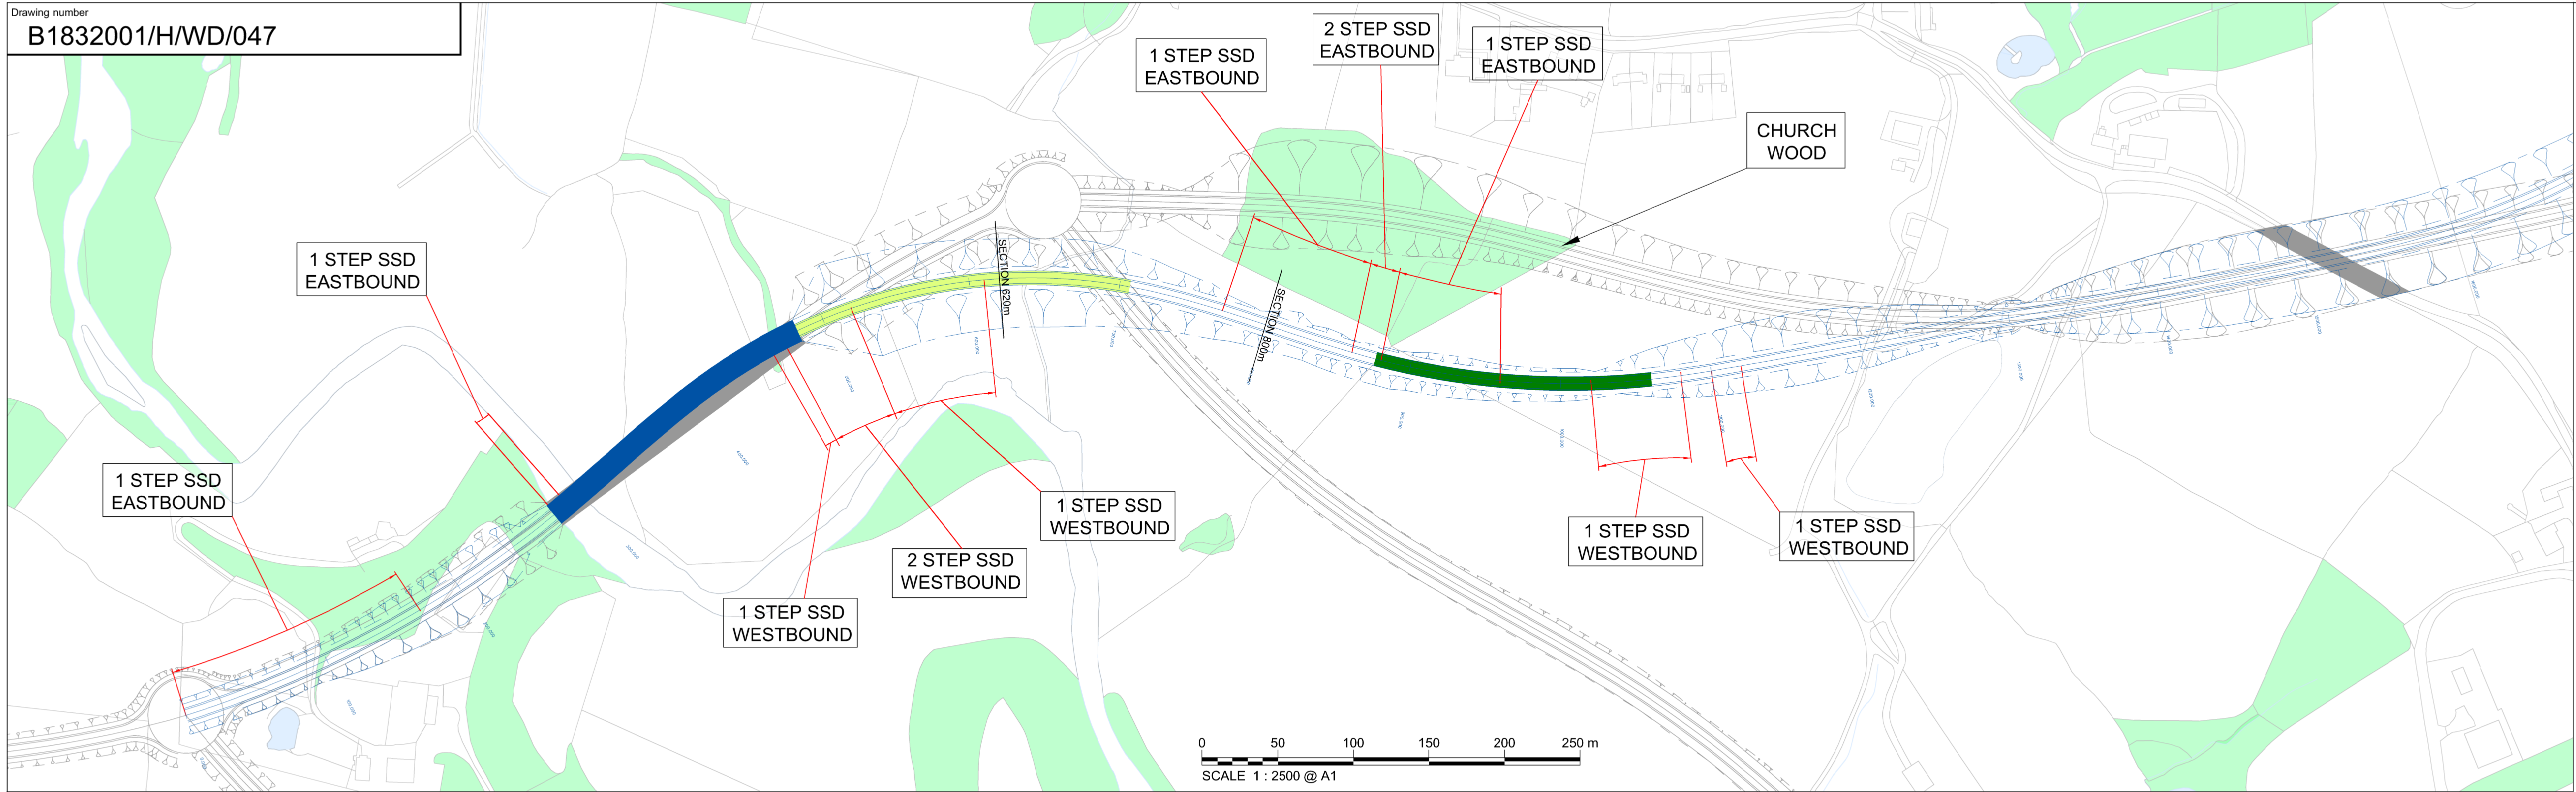 Drawing number
B1832001/H/WD/047
1 STEP SSD
EASTBOUND
2 STEP SSD
EASTBOUND
1 STEP SSD
EASTBOUND
CHURCH
WOOD
1 STEP SSD
EASTBOUND
SECTION 620m
SECTION 800m
1 STEP SSD
EASTBOUND
1 STEP SSD
WESTBOUND
2 STEP SSD
WESTBOUND
1 STEP SSD
WESTBOUND
1 STEP SSD
WESTBOUND
1 STEP SSD
WESTBOUND
0 50 100 150 200 250 m
SCALE 1 : 2500 @ A1